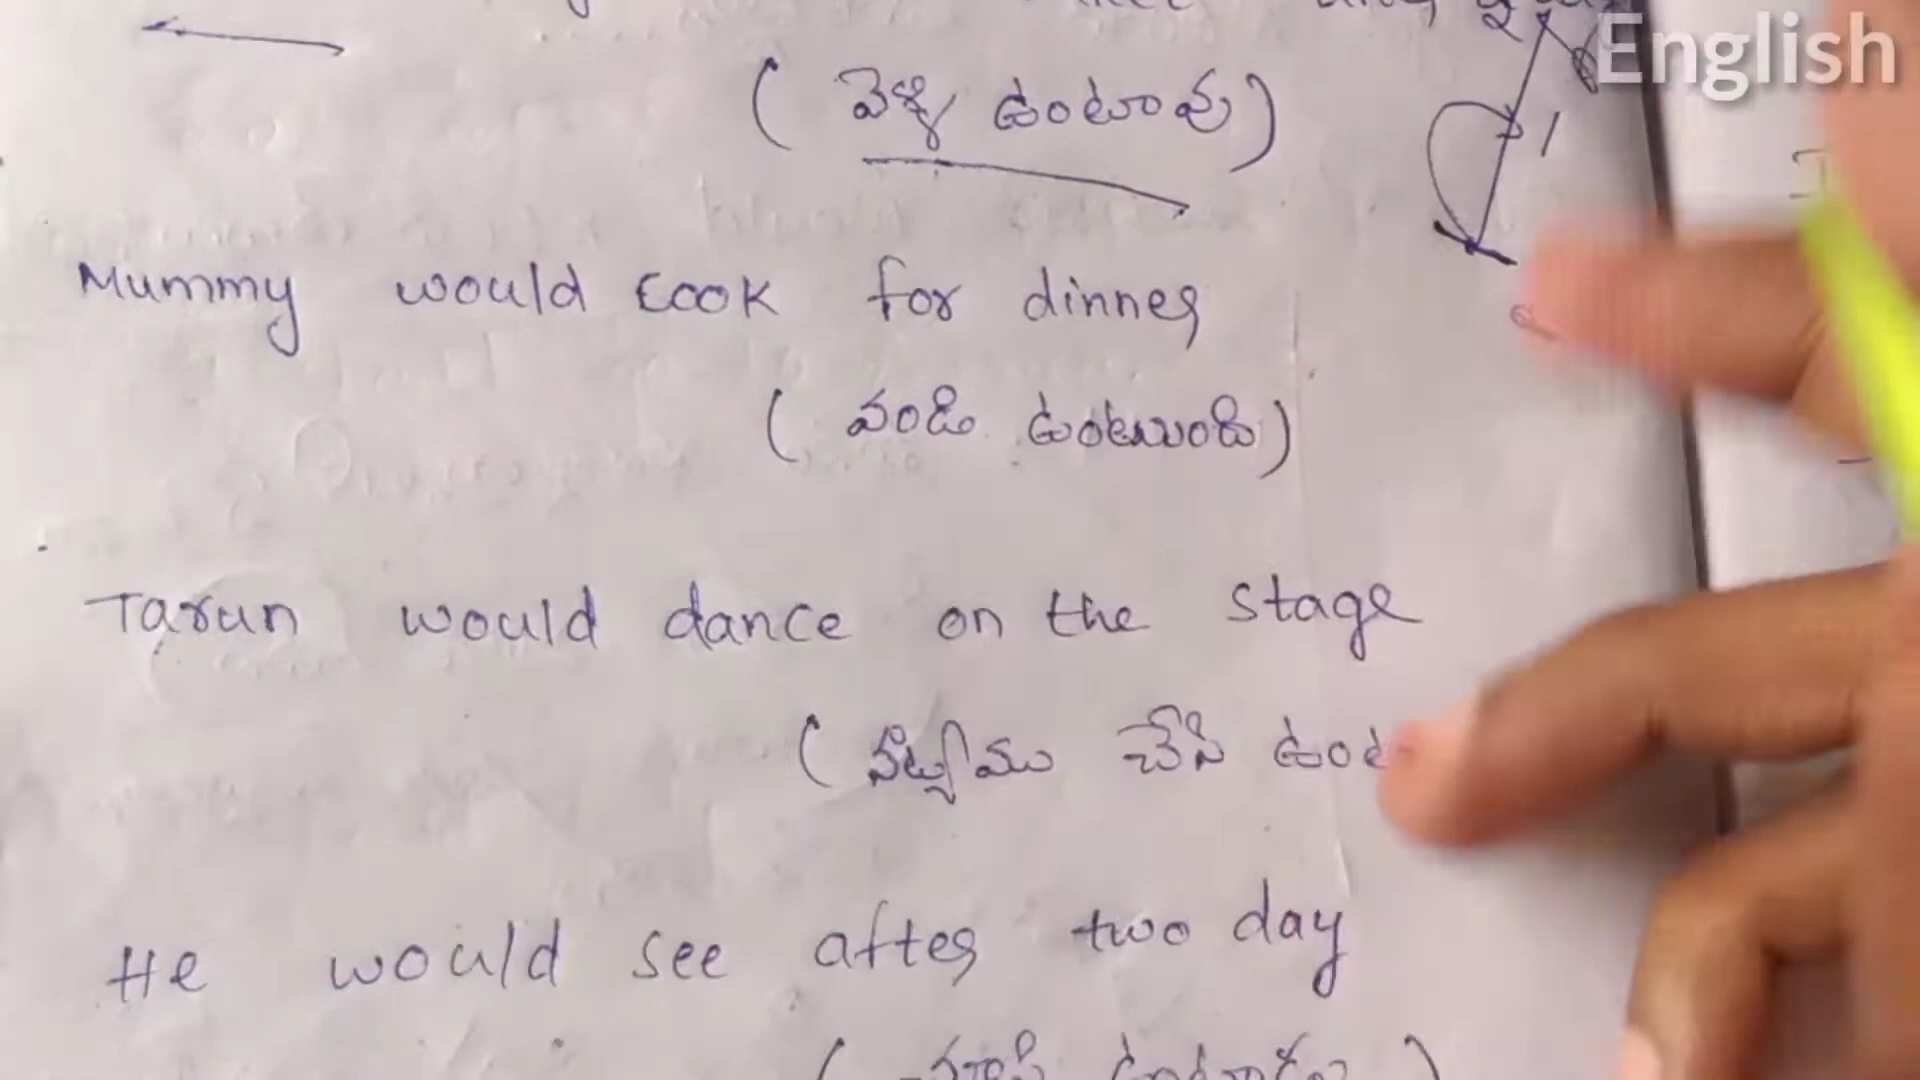 English
( వెళ్ళి ఉంటావు )
1
Mummy would cook for dinner
( వండి ఉంటుంది )
Tarun would dance on the stage
( నాట్యము చేసి
He would see after two day